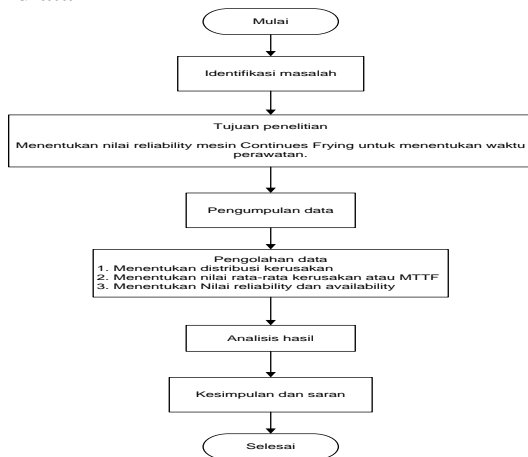 Mulai
Identifikasi masalah
Tujuan penelitian
Menentukan nilai reliability mesin Continues Frying untuk menentukan waktu
perawatan.
Pengumpulan data
Pengolahan data
1. Menentukan distribusi kerusakan
2. Menentukan nilai rata-rata kerusakan atau MTTF
3. Menentukan Nilai reliability dan availability
Analisis hasil
Kesimpulan dan saran
Selesai